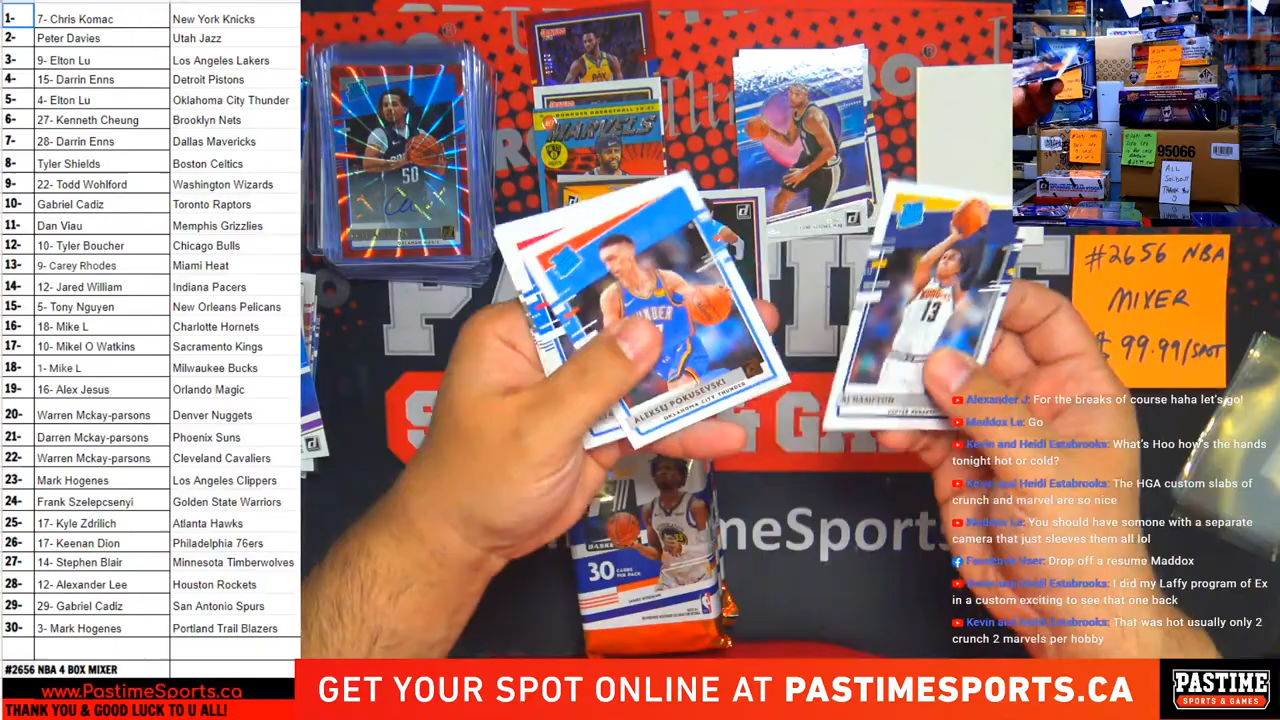 1- 7- Chris Komac New York Knicks
2- Peter Davies Utah Jazz
3- 9- Elton Lu Los Angeles Lakers
4- 15- Darrin Enns Detroit Pistons
5- 4- Elton Lu Oklahoma City Thunder
6- 27- Kenneth Cheung Brooklyn Nets
7- 28- Darrin Enns Dallas Mavericks
8- Tyler Shields Boston Celtics
9- 22- Todd Wohlford Washington Wizards
10- Gabriel Cadiz Toronto Raptors
11- Dan Viau Memphis Grizzlies
12- 10- Tyler Boucher Chicago Bulls
13- 9- Carey Rhodes Miami Heat
14- 12- Jared William Indiana Pacers
15- 5- Tony Nguyen New Orleans Pelicans
16- 18- Mike L Charlotte Hornets
17- 10- Mikel O Watkins Sacramento Kings
18- 1- Mike L Milwaukee Bucks
19- 16- Alex Jesus Orlando Magic
20- Warren Mckay-parsons Denver Nuggets
21- Darren Mckay-parsons Phoenix Suns
22- Warren Mckay-parsons Cleveland Cavaliers
23- Mark Hogenes Los Angeles Clippers
24- Frank Szelepcsenyi Golden State Warriors
25- 17- Kyle Zdrilich Atlanta Hawks
26- 17- Keenan Dion Philadelphia 76ers
27- 14- Stephen Blair Minnesota Timberwolves
28- 12- Alexander Lee Houston Rockets
29- 29- Gabriel Cadiz San Antonio Spurs
30- 3- Mark Hogenes Portland Trail Blazers
#2656 NBA 4 BOX MIXER
www.PastimeSports.ca
THANK YOU & GOOD LUCK TO U ALL!
MARVELS
50
ORLANDO MAGIC
ALEKSEJ POKUSEVSKI
OKLAHOMA CITY THUNDER
13
HAMPTON
DENVER NUGGETS
30 CARDS PER PACK
imeSports
95066
ALL SOLDOUT THANK YOU
#2656 NBA
MIXER
$ 99.99/SPOT
Alexander J: For the breaks of course haha let's go!
Maddox Le: Go
Kevin and Heidi Estabrooks: What's Hoo how's the hands
tonight hot or cold?
Kevin and Heidi Estabrooks: The HGA custom slabs of
crunch and marvel are so nice
Maddox Le: You should have somone with a separate
camera that just sleeves them all lol
Facebook User: Drop off a resume Maddox
Kevin and Heidi Estabrooks: I did my Laffy program of Ex
in a custom exciting to see that one back
Kevin and Heidi Estabrooks: That was hot usually only 2
crunch 2 marvels per hobby
GET YOUR SPOT ONLINE AT PASTIMESPORTS.CA
PASTIME
SPORTS & GAMES